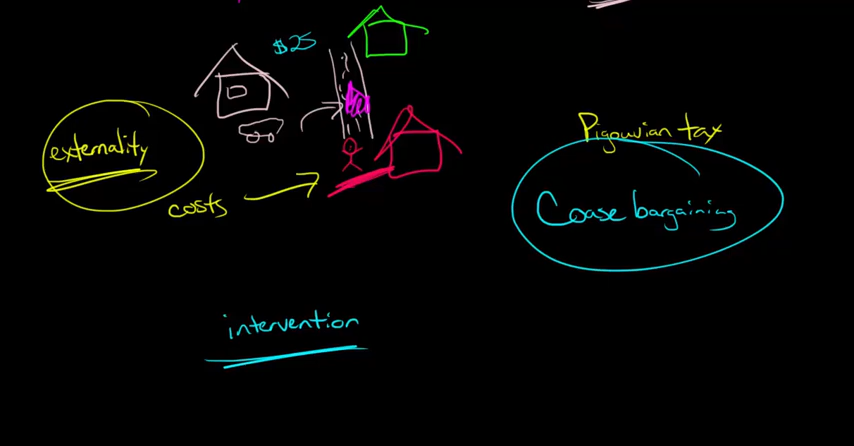 $25
externality
costs
Pigouvian tax
Coase bargaining
intervention